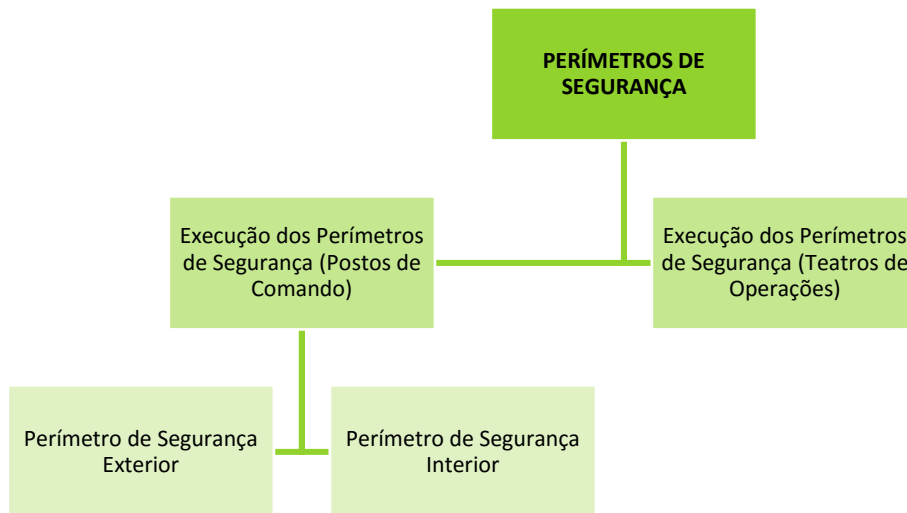 PERÍMETROS DE
SEGURANÇA
Execução dos Perímetros
de Segurança (Postos de
Comando)
Execução dos Perímetros
de Segurança (Teatros de
Operações)
Perímetro de Segurança
Exterior
Perímetro de Segurança
Interior